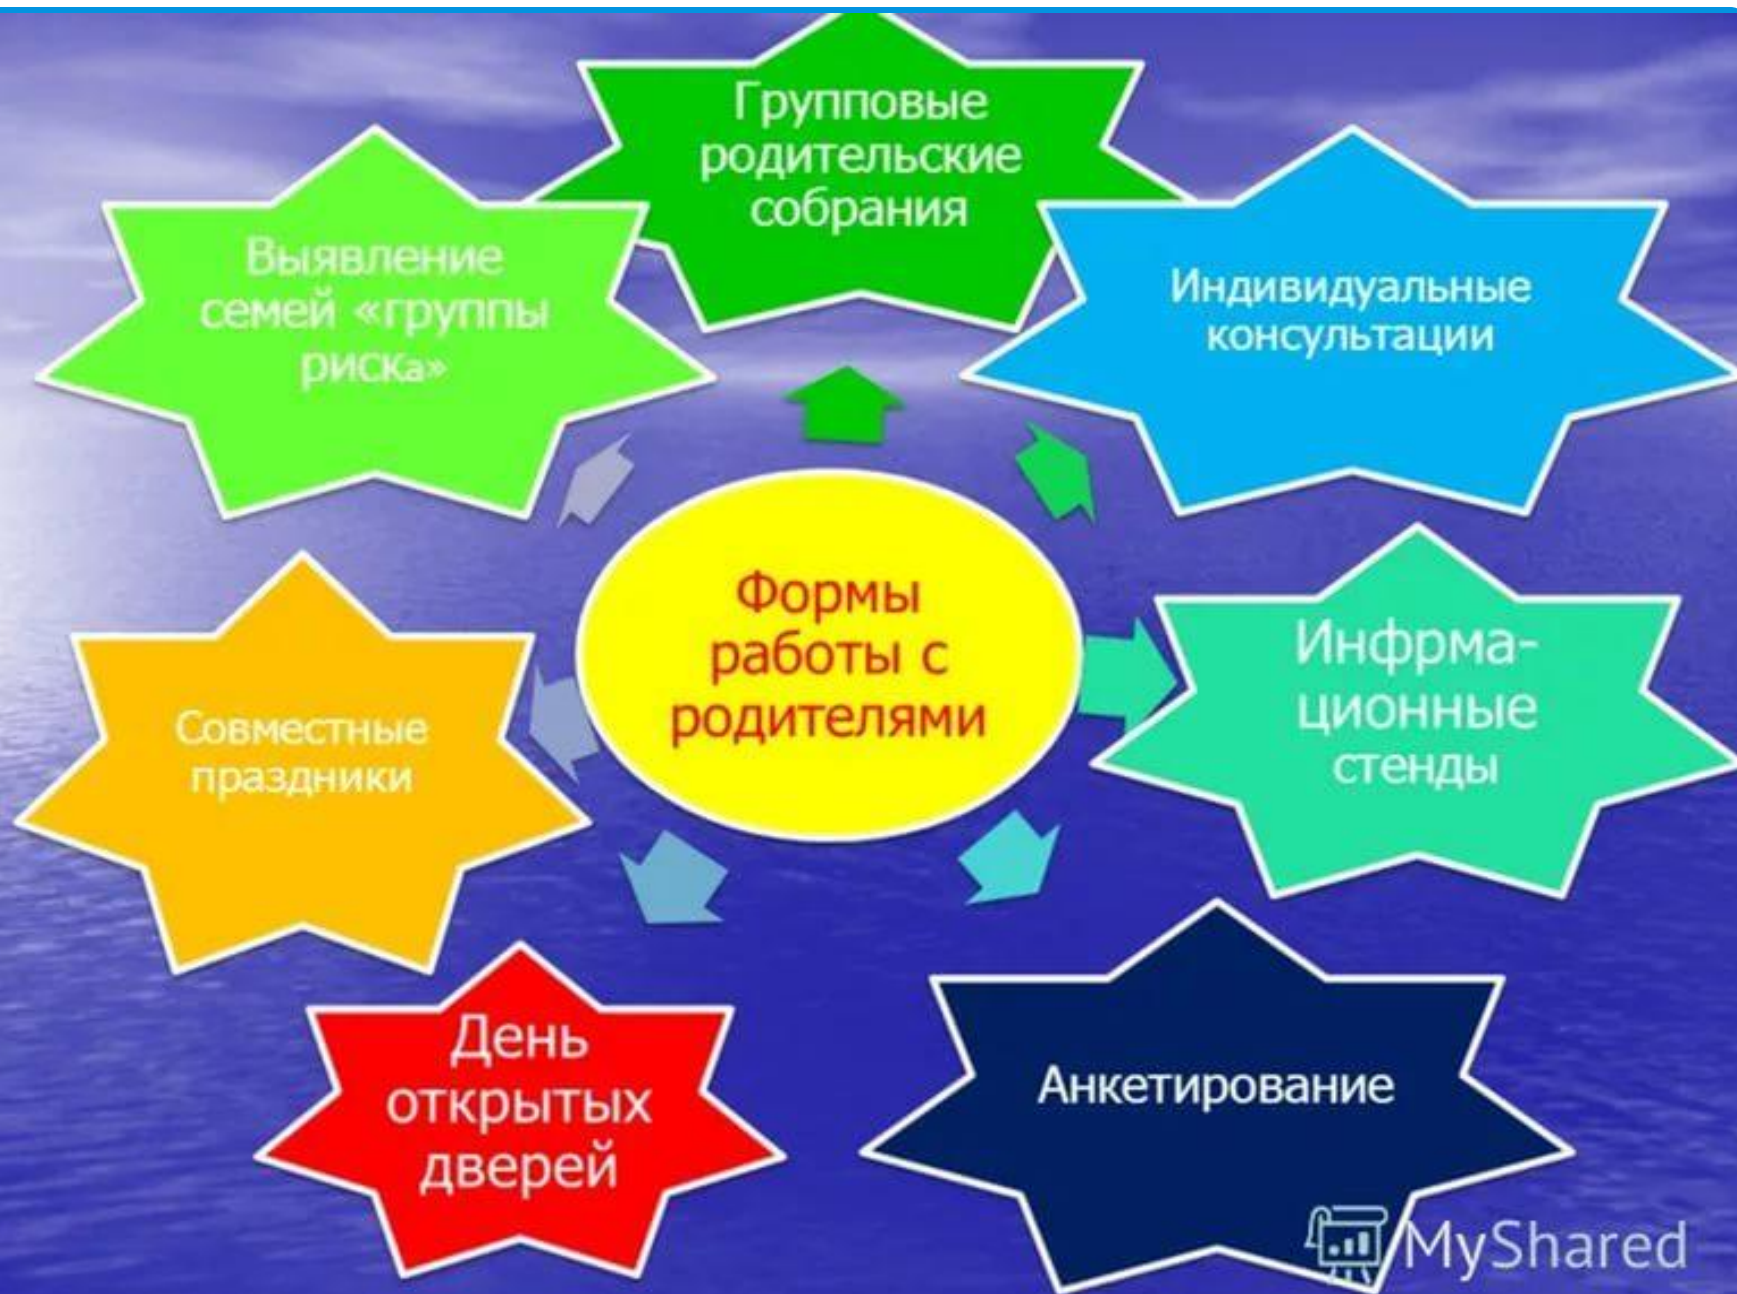 Групповые
родительские
собрания
Выявление
семей «группы
риска»
Индивидуальные
консультации
Формы
работы с
родителями
Инфрма-
ционные
стенды
Совместные
праздники
День
открытых
дверей
Анкетирование
MyShared